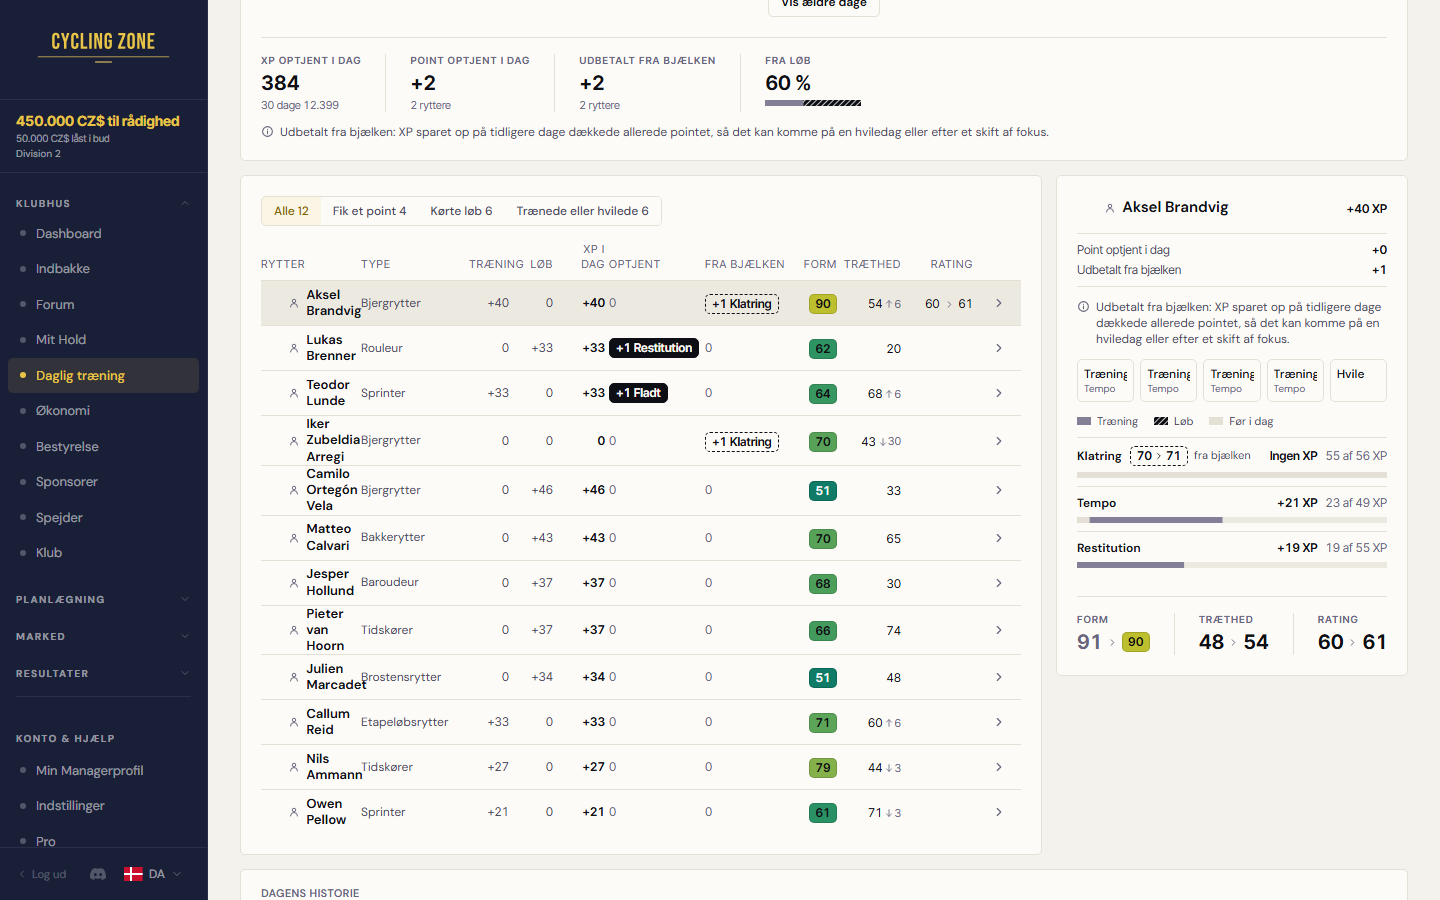 CYCLING ZONE
450.000 CZ$ til rådighed
50.000 CZ$ låst i bud
Division 2
KLUBHUS
Dashboard
Indbakke
Forum
Mit Hold
Daglig træning
Økonomi
Bestyrelse
Sponsorer
Spejder
Klub
PLANLÆGNING
MARKED
RESULTATER
KONTO & HJÆLP
Min Managerprofil
Indstillinger
Pro
Log ud
DA
Vis ældre dage
XP OPTJENT I DAG
384
30 dage 12.399
POINT OPTJENT I DAG
+2
2 ryttere
UDBETALT FRA BJÆLKEN
+2
2 ryttere
FRA LØB
60 %
Udbetalt fra bjælken: XP sparet op på tidligere dage dækkede allerede pointet, så det kan komme på en hviledag eller efter et skift af fokus.
Alle 12 Fik et point 4 Kørte løb 6 Trænede eller hvilede 6
RYTTER TYPE TRÆNING LØB XP I DAG OPTJENT FRA BJÆLKEN FORM TRÆTHED RATING
Aksel Brandvig Bjergrytter +40 0 +40 0 +1 Klatring 90 54 ↑6 60 › 61 ›
Lukas Brenner Rouleur 0 +33 +33 +1 Restitution 0 62 20 ›
Teodor Lunde Sprinter +33 0 +33 +1 Fladt 0 64 68 ↑6 ›
Iker Zubeldia Arregi Bjergrytter 0 0 0 0 +1 Klatring 70 43 ↓30 ›
Camilo Ortegón Vela Bjergrytter 0 +46 +46 0 0 51 33 ›
Matteo Calvari Bakkerytter 0 +43 +43 0 0 70 65 ›
Jesper Hollund Baroudeur 0 +37 +37 0 0 68 30 ›
Pieter van Hoorn Tidskører 0 +37 +37 0 0 66 74 ›
Julien Marcadet Brostensrytter 0 +34 +34 0 0 51 48 ›
Callum Reid Etapeløbsrytter +33 0 +33 0 0 71 60 ↑6 ›
Nils Ammann Tidskører +27 0 +27 0 0 79 44 ↓3 ›
Owen Pellow Sprinter +21 0 +21 0 0 61 71 ↓3 ›
Aksel Brandvig +40 XP
Point optjent i dag +0
Udbetalt fra bjælken +1
Udbetalt fra bjælken: XP sparet op på tidligere dage
dækkede allerede pointet, så det kan komme på en
hviledag eller efter et skift af fokus.
Træning Træning Træning Træning Hvile
Tempo Tempo Tempo Tempo
Træning Løb Før i dag
Klatring 70 › 71 fra bjælken Ingen XP 55 af 56 XP
Tempo +21 XP 23 af 49 XP
Restitution +19 XP 19 af 55 XP
FORM TRÆTHED RATING
91 › 90 48 › 54 60 › 61
DAGENS HISTORIE